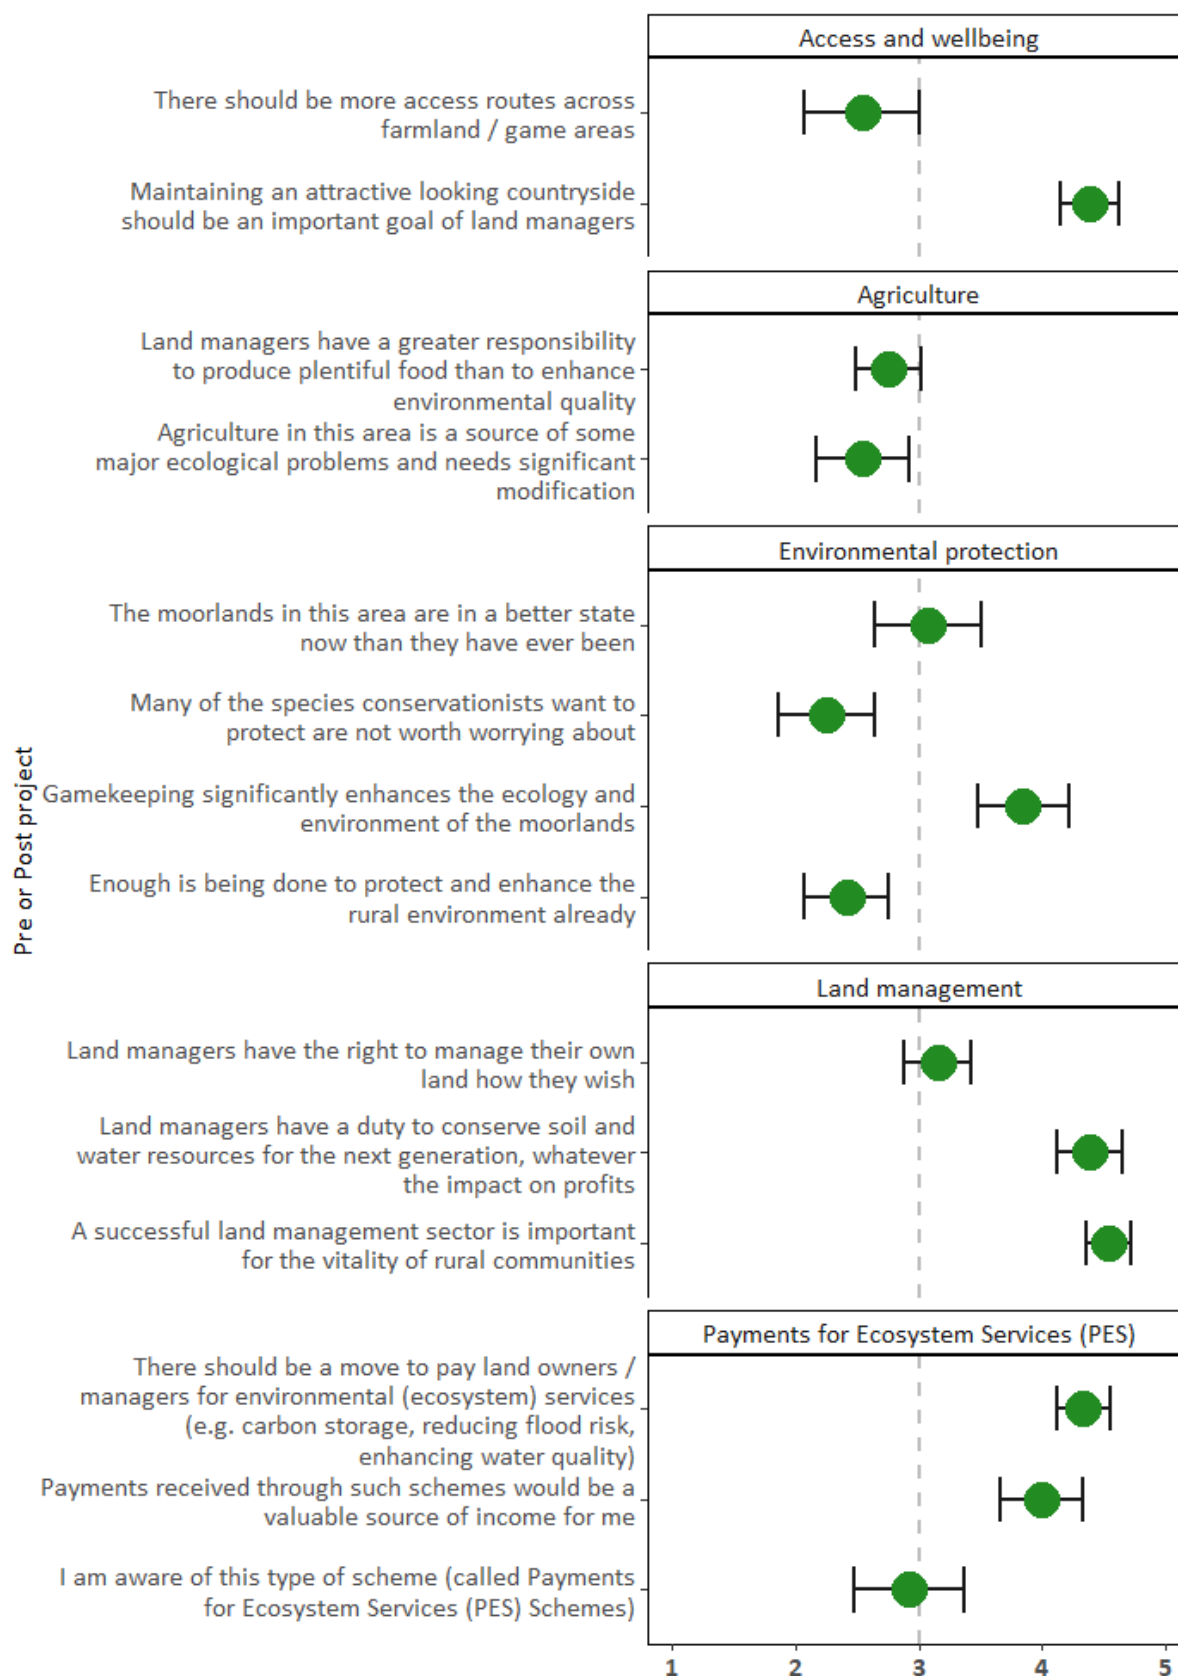 Access and wellbeing
There should be more access routes across
farmland / game areas
Maintaining an attractive looking countryside
should be an important goal of land managers
Agriculture
Land managers have a greater responsibility
to produce plentiful food than to enhance
environmental quality
Agriculture in this area is a source of some
major ecological problems and needs significant
modification
Environmental protection
The moorlands in this area are in a better state
now than they have ever been
Many of the species conservationists want to
protect are not worth worrying about
Gamekeeping significantly enhances the ecology and
environment of the moorlands
Enough is being done to protect and enhance the
rural environment already
Pre or Post project
Land management
Land managers have the right to manage their own
land how they wish
Land managers have a duty to conserve soil and
water resources for the next generation, whatever
the impact on profits
A successful land management sector is important
for the vitality of rural communities
Payments for Ecosystem Services (PES)
There should be a move to pay land owners /
managers for environmental (ecosystem) services
(e.g. carbon storage, reducing flood risk,
enhancing water quality)
Payments received through such schemes would be a
valuable source of income for me
I am aware of this type of scheme (called Payments
for Ecosystem Services (PES) Schemes)
1 2 3 4 5